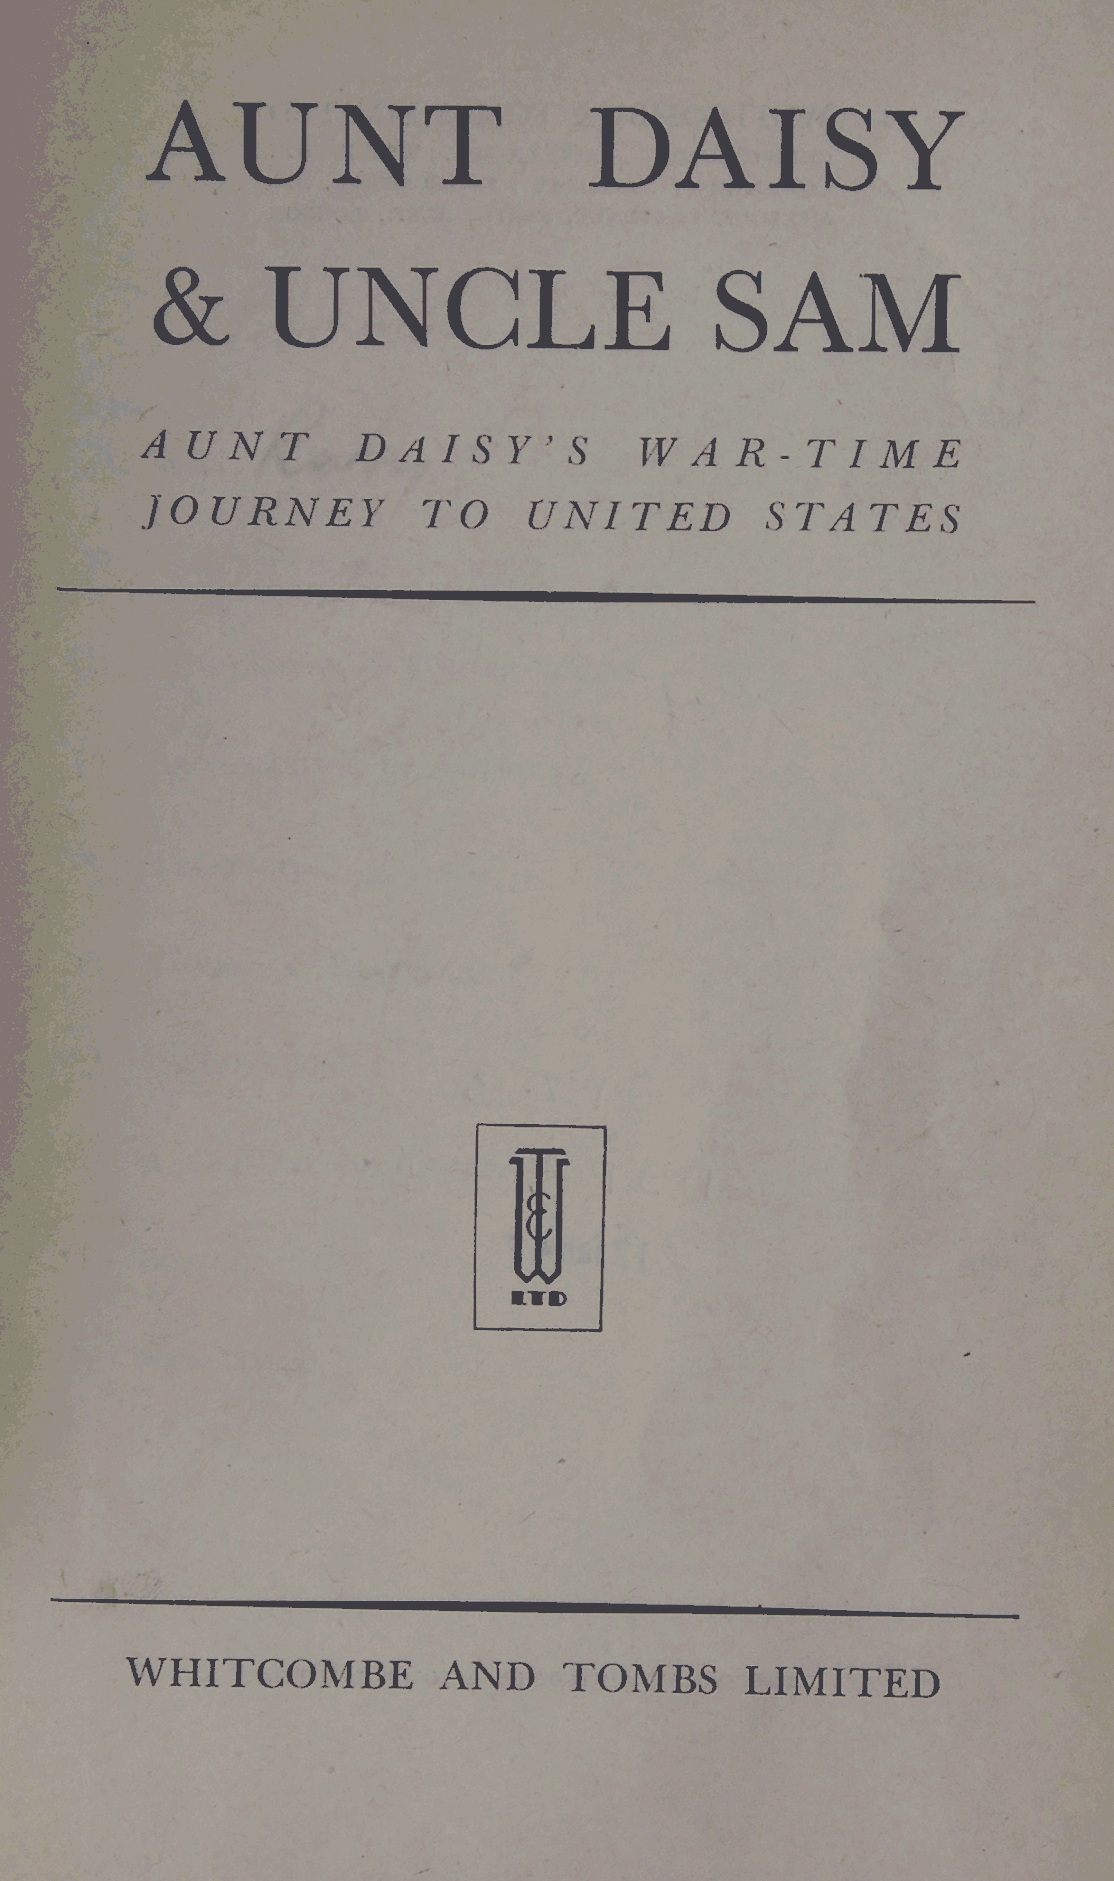 AUNT DAISY
& UNCLE SAM
AUNT DAISY'S WAR-TIME
JOURNEY TO UNITED STATES
W&T
LTD
WHITCOMBE AND TOMBS LIMITED